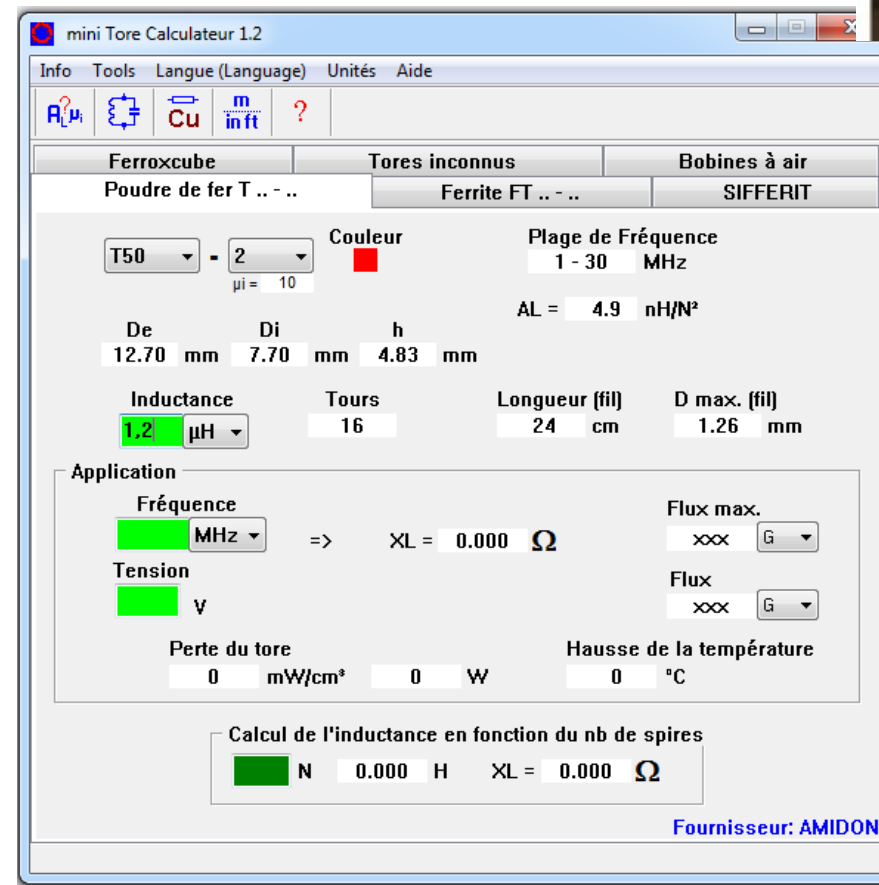 mini Tore Calculateur 1.2
Info Tools Langue (Language) Unités Aide
A?L µi Cu m in ft ?
Ferroxcube Tores inconnus Bobines à air
Poudre de fer T .. - .. Ferrite FT .. - .. SIFFERIT
Couleur Plage de Fréquence
T50 - 2 1 - 30 MHz
µi = 10
AL = 4.9 nH/N²
De Di h
12.70 mm 7.70 mm 4.83 mm
Inductance Tours Longueur (fil) D max. (fil)
1,2 µH 16 24 cm 1.26 mm
Application
Fréquence Flux max.
MHz => XL = 0.000 Ω xxx G
Tension Flux
V xxx G
Perte du tore Hausse de la température
0 mW/cm³ 0 W 0 °C
Calcul de l'inductance en fonction du nb de spires
N 0.000 H XL = 0.000 Ω
Fournisseur: AMIDON